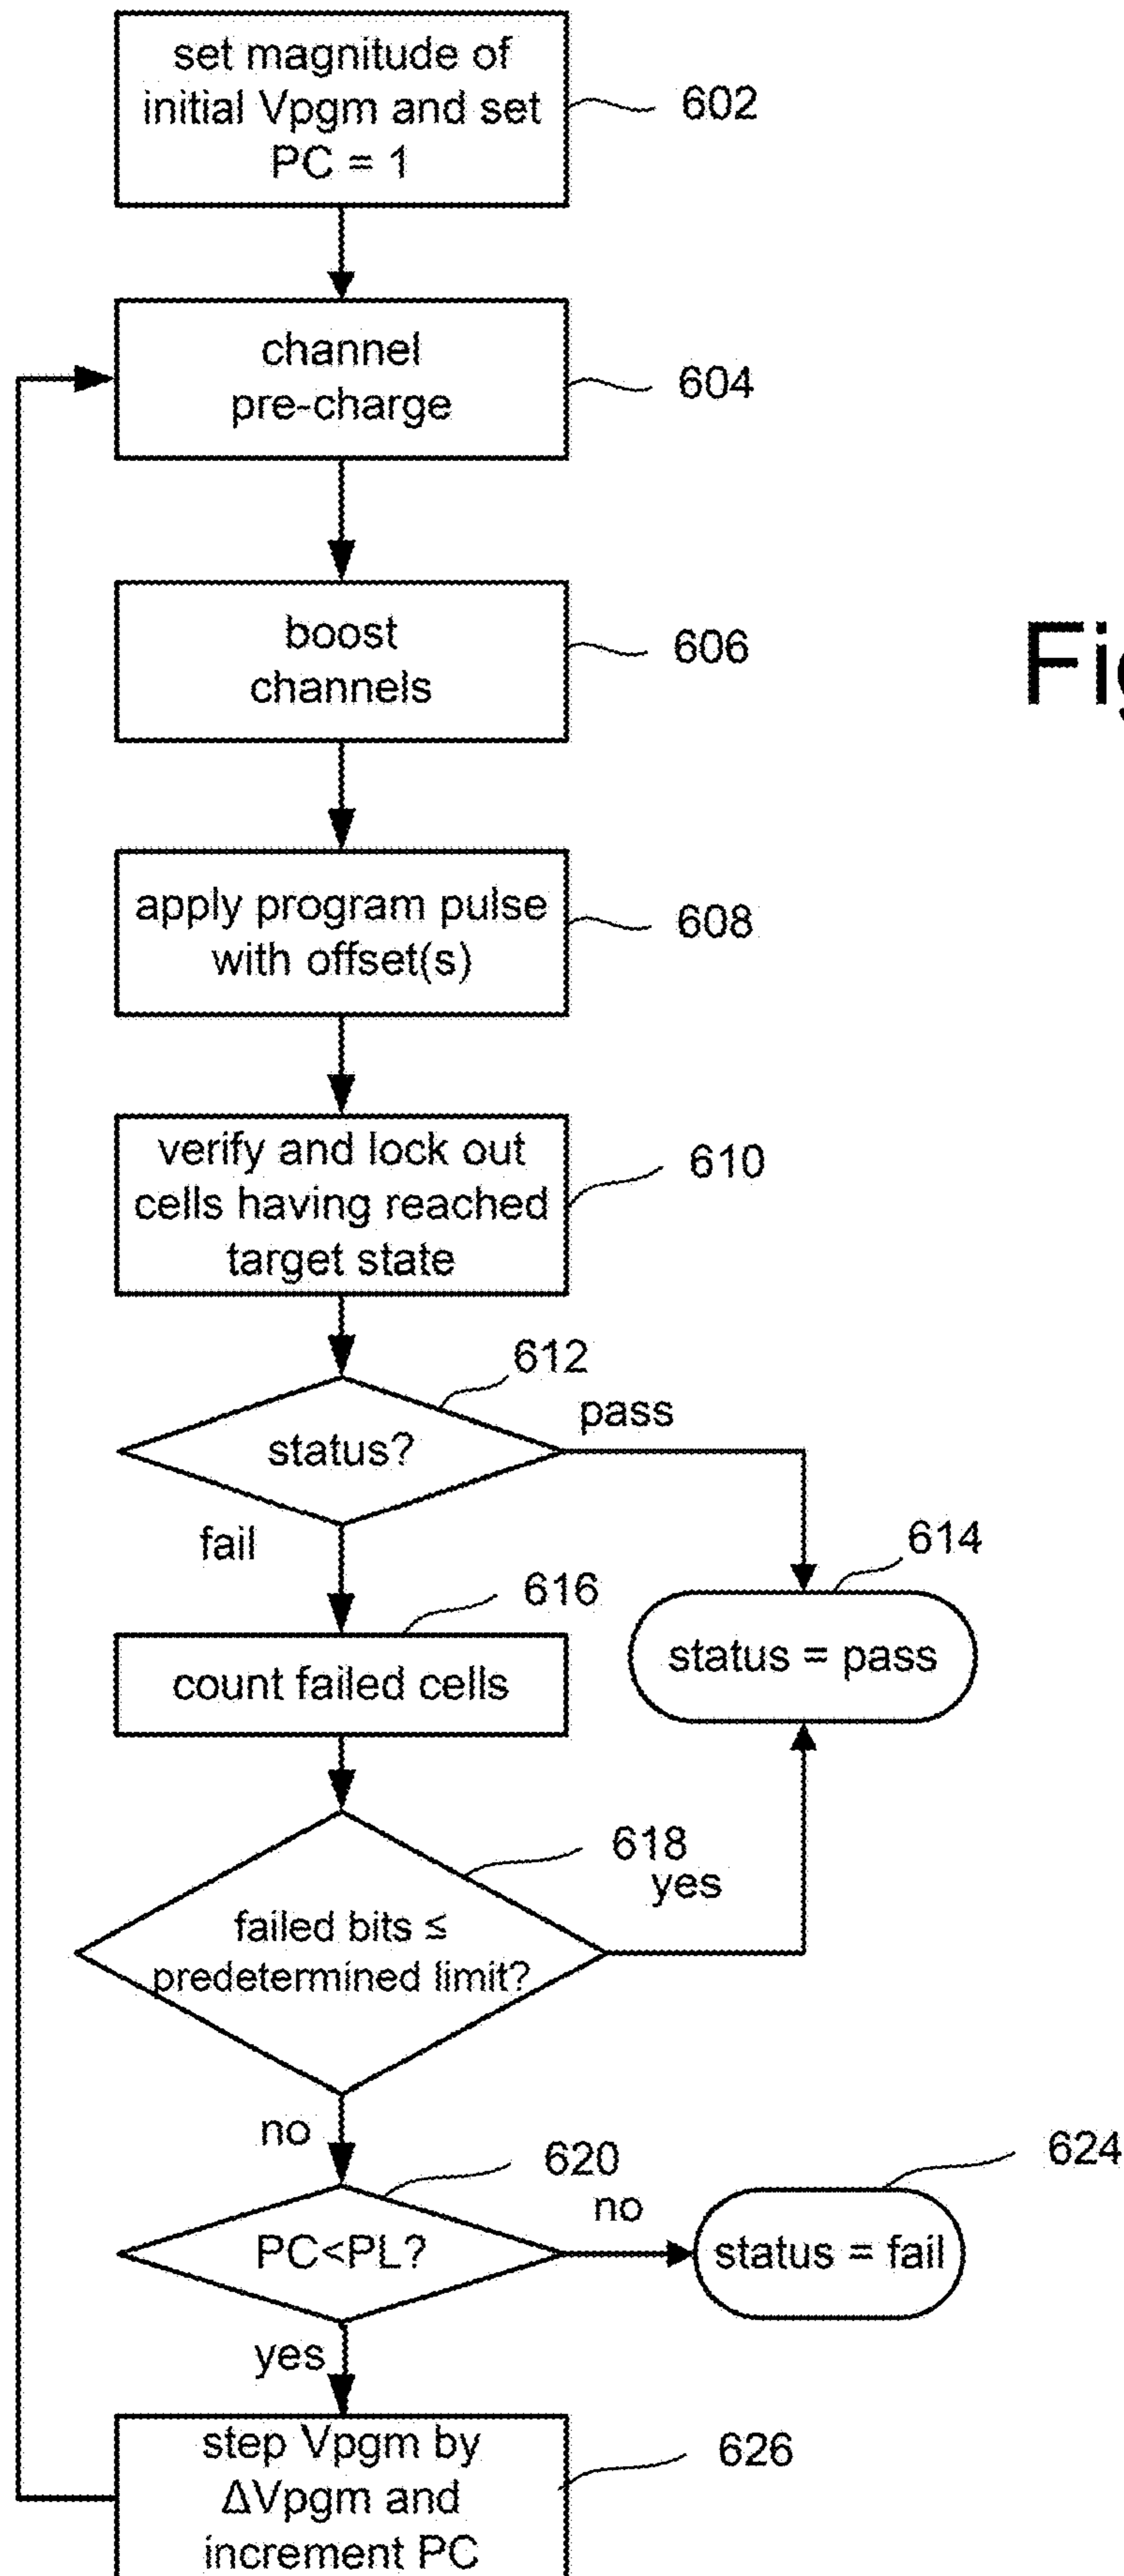 set magnitude of
initial Vpgm and set
PC = 1
602
channel
pre-charge
604
boost
channels
606
apply program pulse
with offset(s)
608
verify and lock out
cells having reached
target state
610
612
status?
pass
fail
614
status = pass
616
count failed cells
618
yes
failed bits ≤
predetermined limit?
no
620
PC<PL?
no
624
status = fail
yes
step Vpgm by
ΔVpgm and
increment PC
626